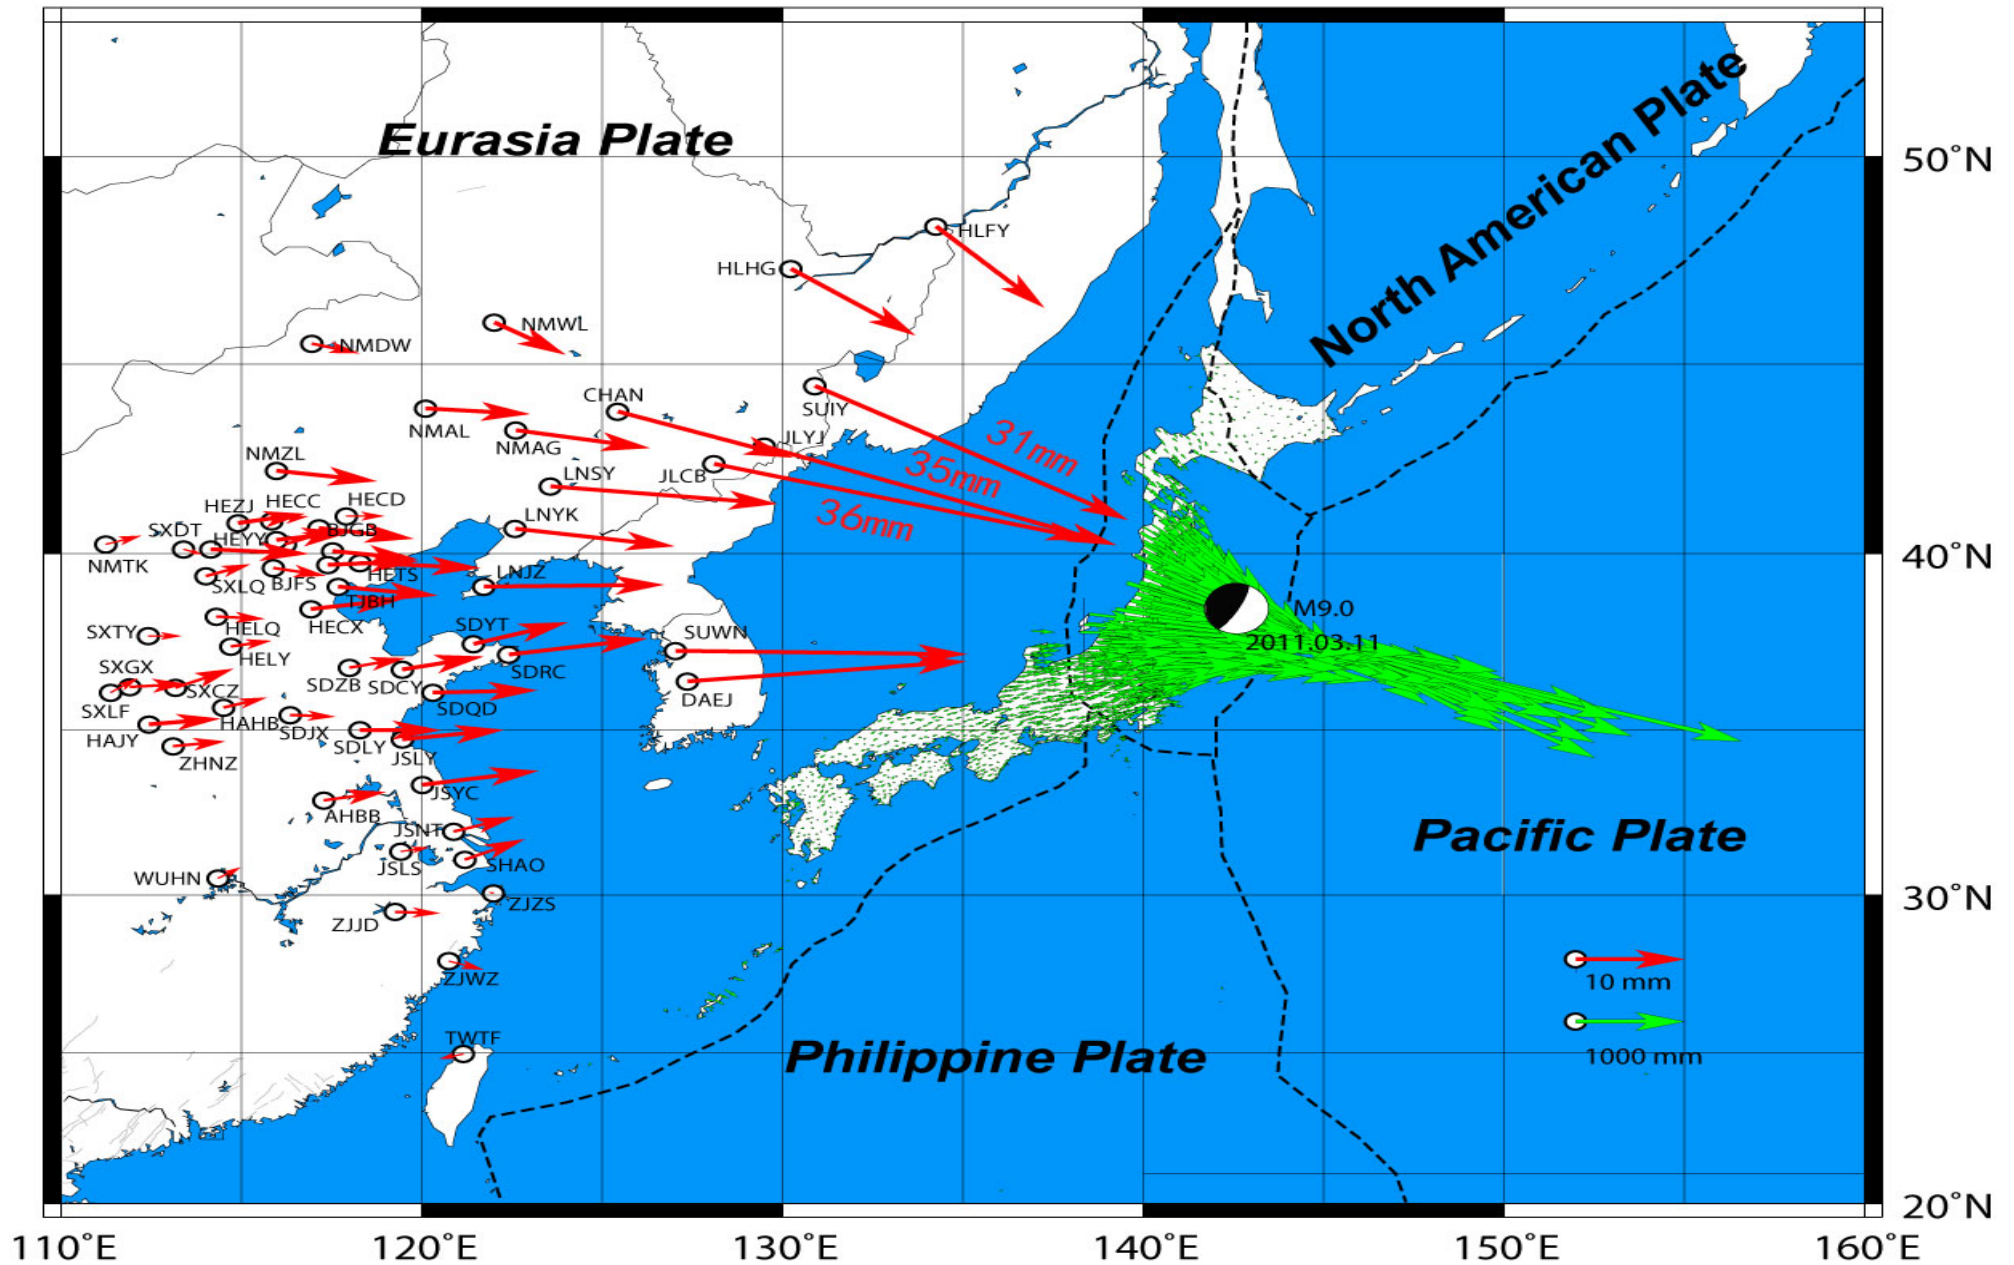 Eurasia Plate
North American Plate
50°N
HLFY
HLHG
NMWL
NMDW
CHAN
SUIY
NMAL
JLYJ
NMAG
31mm
NMZL
LNSY
JLCB
35mm
HECD
HEZJ
HECC
LNYK
36mm
SXDT
BJGB
HEYY
40°N
NMTK
HETS
LNJZ
BJFS
SXLQ
TJBH
M9.0
HECX
SDYT
SUWN
SXTY
HELQ
2011.03.11
HELY
SXGX
SDRC
SDZB
SDCY
SXCZ
DAEJ
SXLF
SDQD
HAHB
SDJX
HAJY
SDLY
JSLY
ZHNZ
JSYC
AHBB
JSNT
Pacific Plate
JSLS
SHAO
WUHN
30°N
ZJZS
ZJJD
ZJWZ
10 mm
TWTF
Philippine Plate
1000 mm
20°N
110°E
120°E
130°E
140°E
150°E
160°E